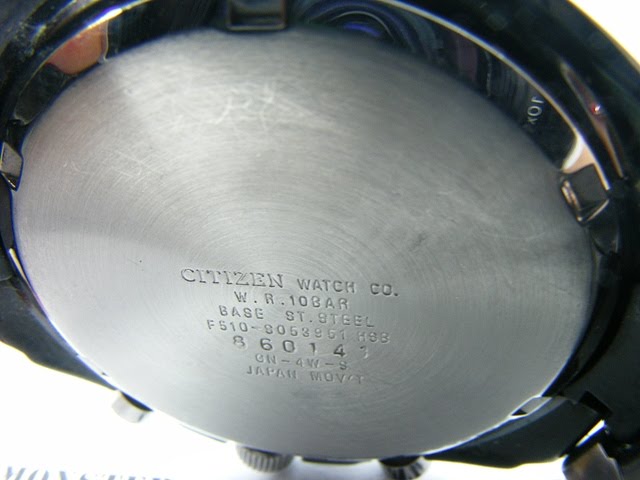 CITIZEN WATCH CO.
W.R.10BAR
BASE ST.STEEL
F510-S053951 HSB
860141
GN-4W-S
JAPAN MOV'T